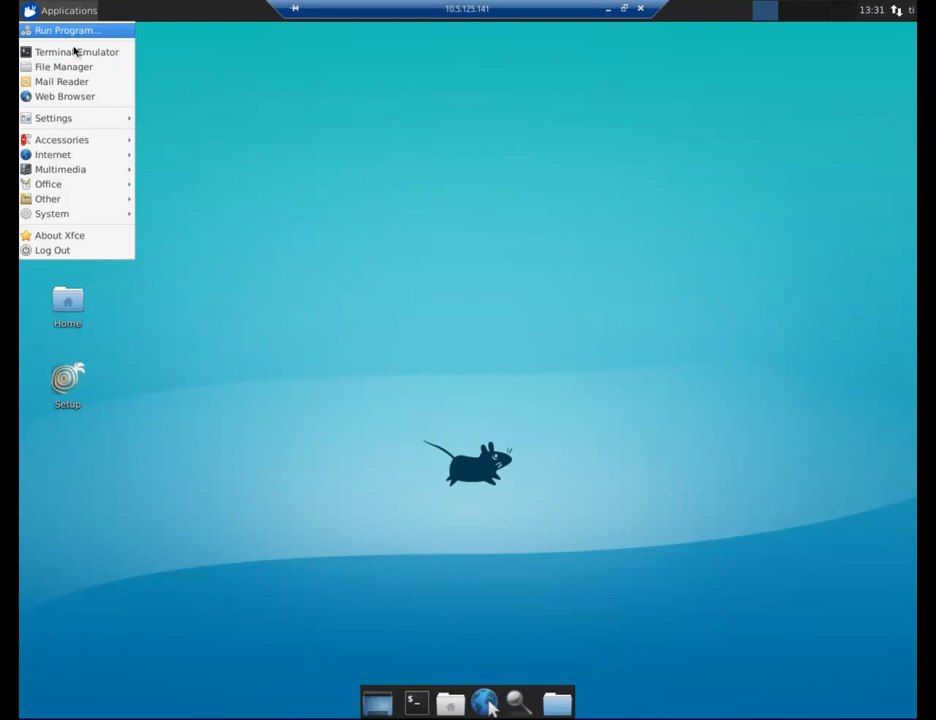 Applications
10.5.125.141
13:31
ti
Run Program...
Terminal Emulator
File Manager
Mail Reader
Web Browser
Settings
Accessories
Internet
Multimedia
Office
Other
System
About Xfce
Log Out
Home
Setup
$_